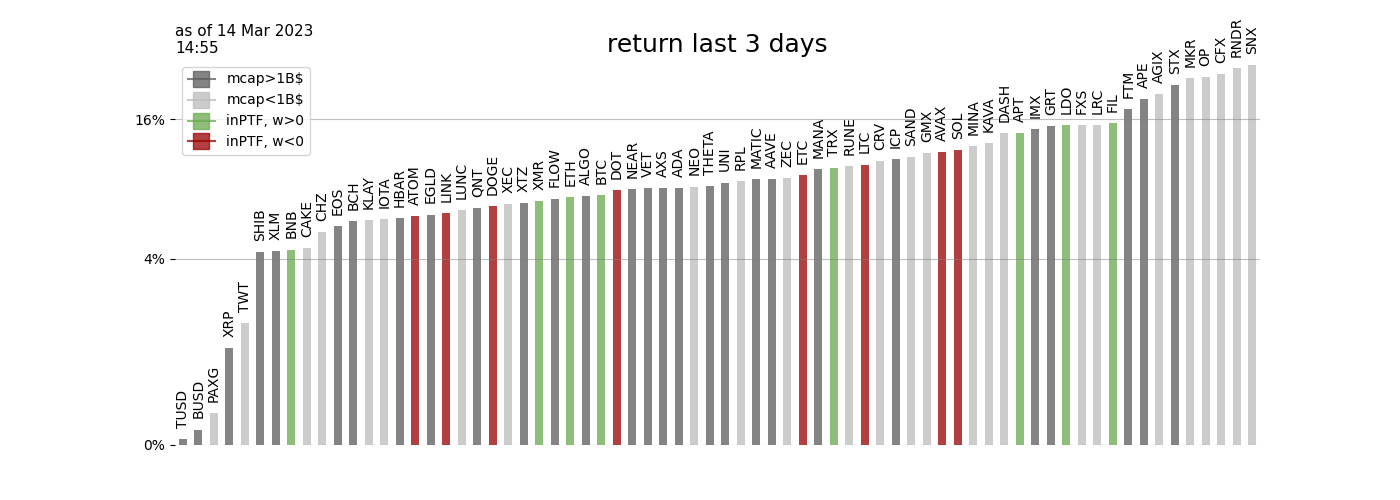 as of 14 Mar 2023
14:55
return last 3 days
mcap>1B$
mcap<1B$
inPTF, w>0
inPTF, w<0
16%
4%
0%
TUSD
BUSD
PAXG
XRP
TWT
SHIB
XLM
BNB
CAKE
CHZ
EOS
BCH
KLAY
IOTA
HBAR
ATOM
EGLD
LINK
LUNC
QNT
DOGE
XEC
XTZ
XMR
FLOW
ETH
ALGO
BTC
DOT
NEAR
VET
AXS
ADA
NEO
THETA
UNI
RPL
MATIC
AAVE
ZEC
ETC
MANA
TRX
RUNE
LTC
CRV
ICP
SAND
GMX
AVAX
SOL
MINA
KAVA
DASH
APT
IMX
GRT
LDO
FXS
LRC
FIL
FTM
APE
AGIX
STX
MKR
OP
CFX
RNDR
SNX